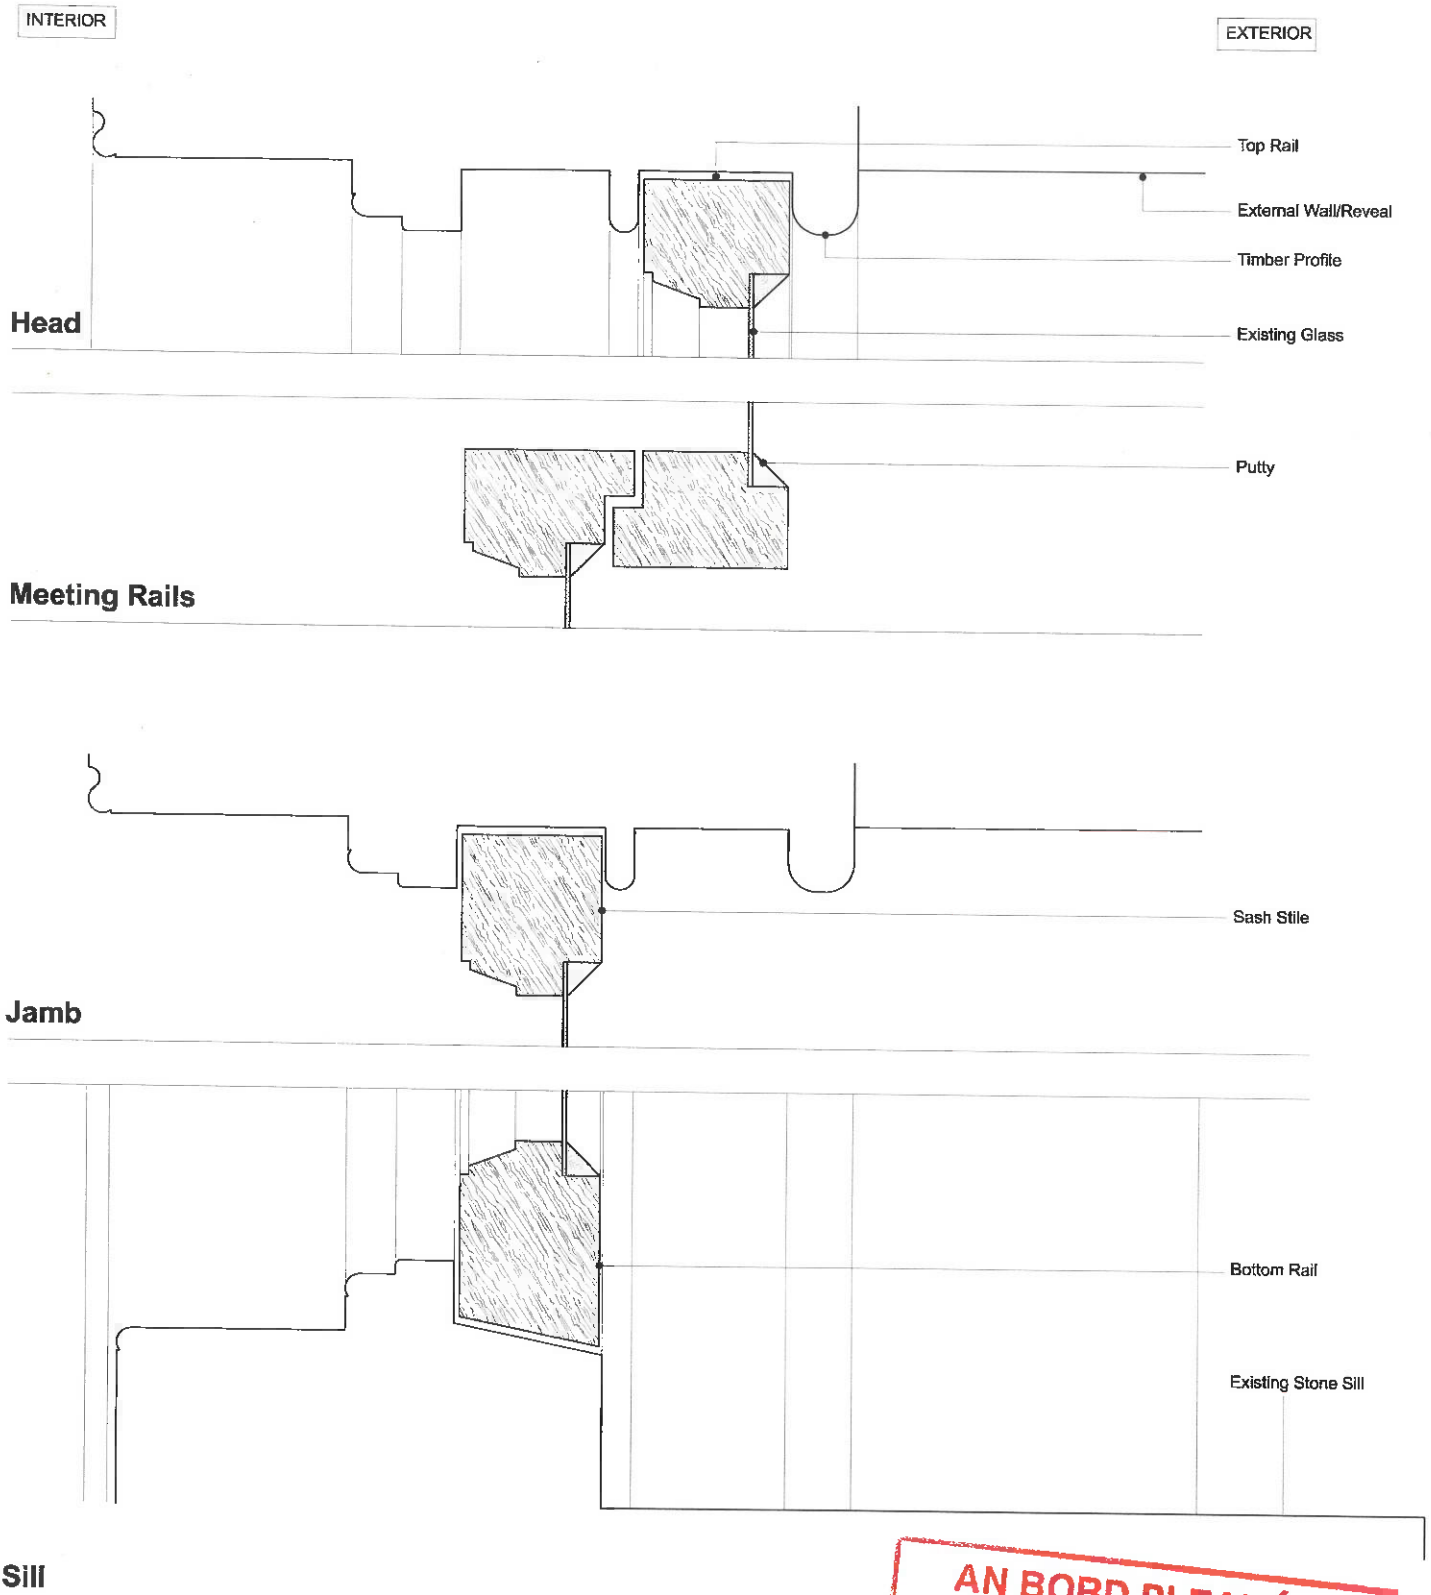 INTERIOR
EXTERIOR
Top Rail
External Wall/Reveal
Timber Profile
Head
Existing Glass
Putty
Meeting Rails
Sash Stile
Jamb
Bottom Rail
Existing Stone Sill
Sill
AN BORD